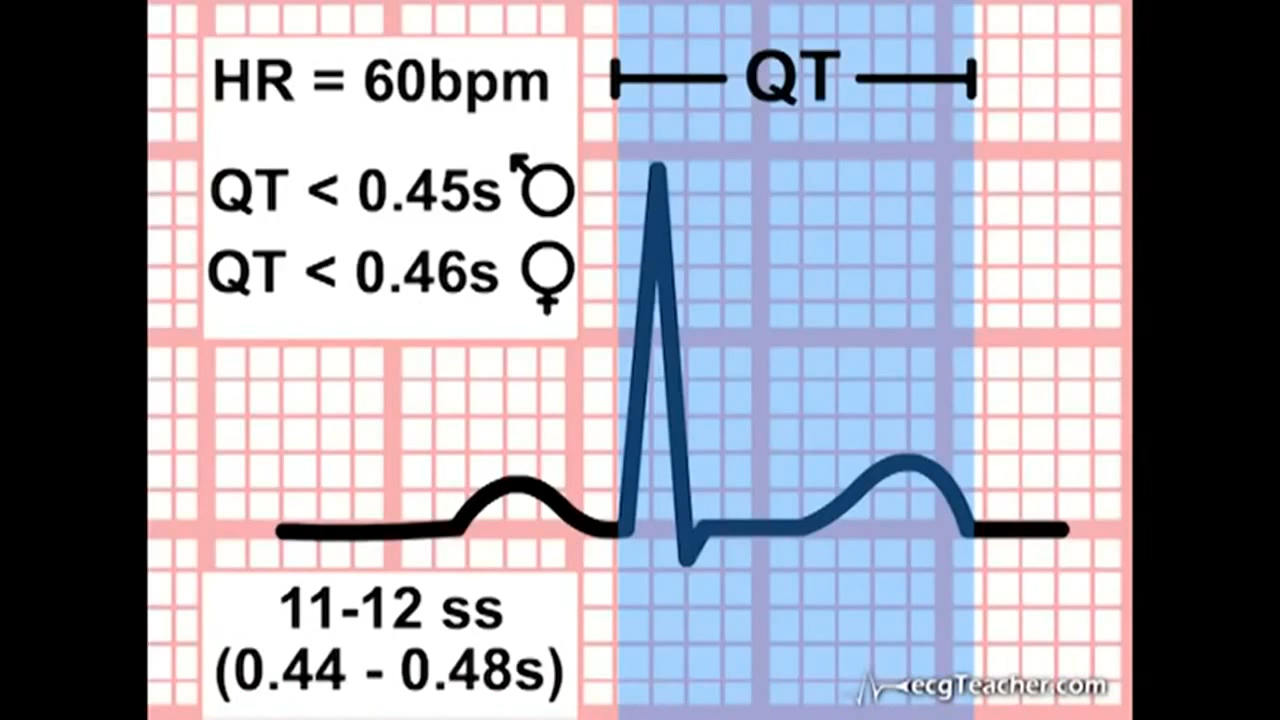 HR = 60bpm
QT
QT < 0.45s ♂
QT < 0.46s ♀
11-12 ss
(0.44 - 0.48s)
ecgTeacher.com